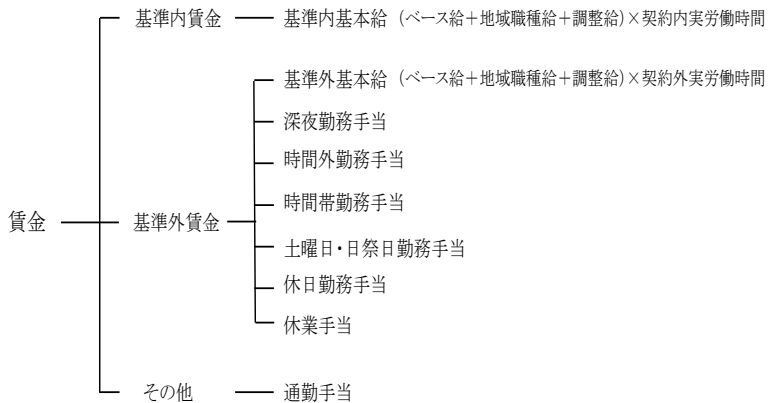 基準内賃金 基準内基本給 (ベース給＋地域職種給＋調整給)×契約内実労働時間
基準外基本給 (ベース給＋地域職種給＋調整給)×契約外実労働時間
深夜勤務手当
時間外勤務手当
時間帯勤務手当
賃金 基準外賃金
土曜日・日祭日勤務手当
休日勤務手当
休業手当
その他 通勤手当